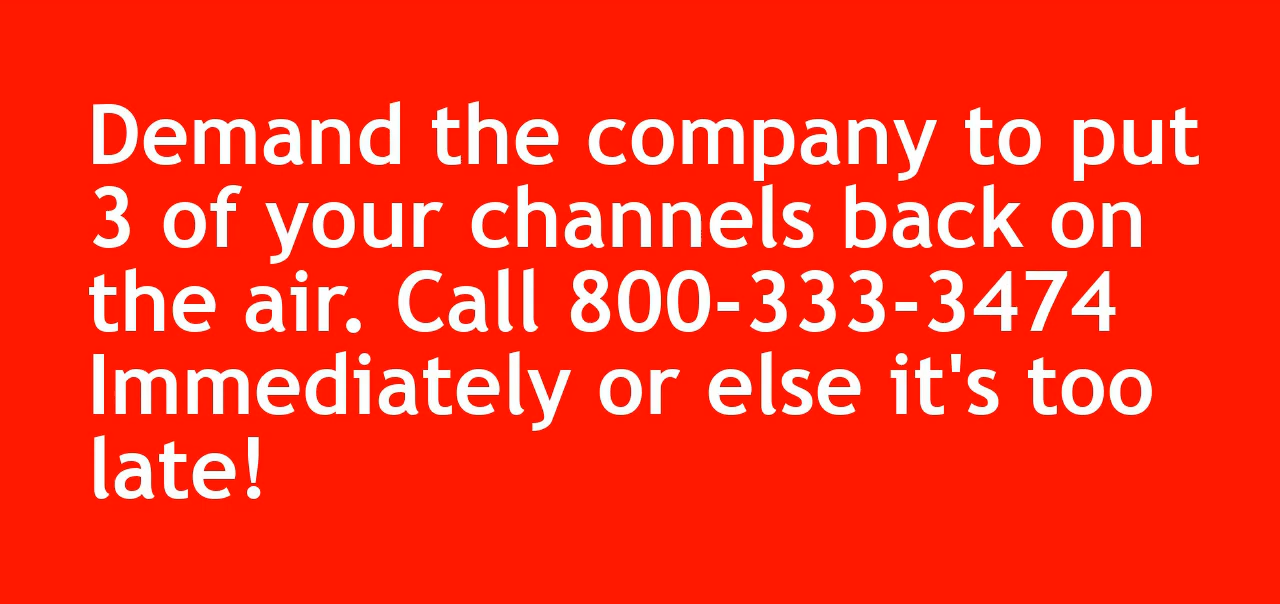 Demand the company to put
3 of your channels back on
the air. Call 800-333-3474
Immediately or else it's too
late!